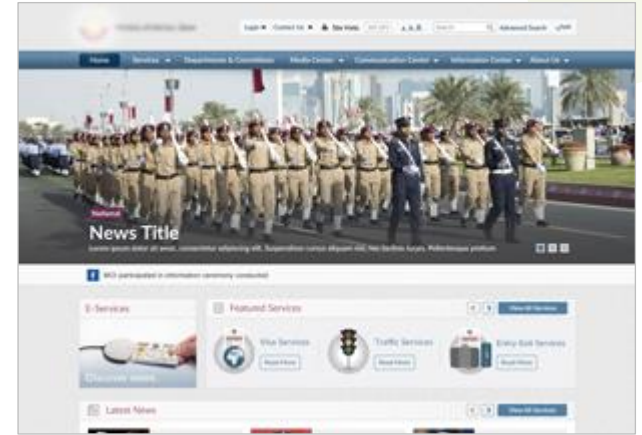 Login Contact Us Site Help A A A Search Advanced Search
Home Services Departments & Committees Media Center Communication Center Information Center About Us
National
News Title
Lorem ipsum dolor sit amet, consectetur adipiscing elit. Suspendisse cursus aliquam nisl, Nec facilisis turpis, Pellentesque pretium
MOI participated in information ceremony conducted
E-Services
Discover more
Featured Services
View All Services
Visa Services
Read More
Traffic Services
Read More
Entry-Exit Services
Read More
Latest News
View All Services